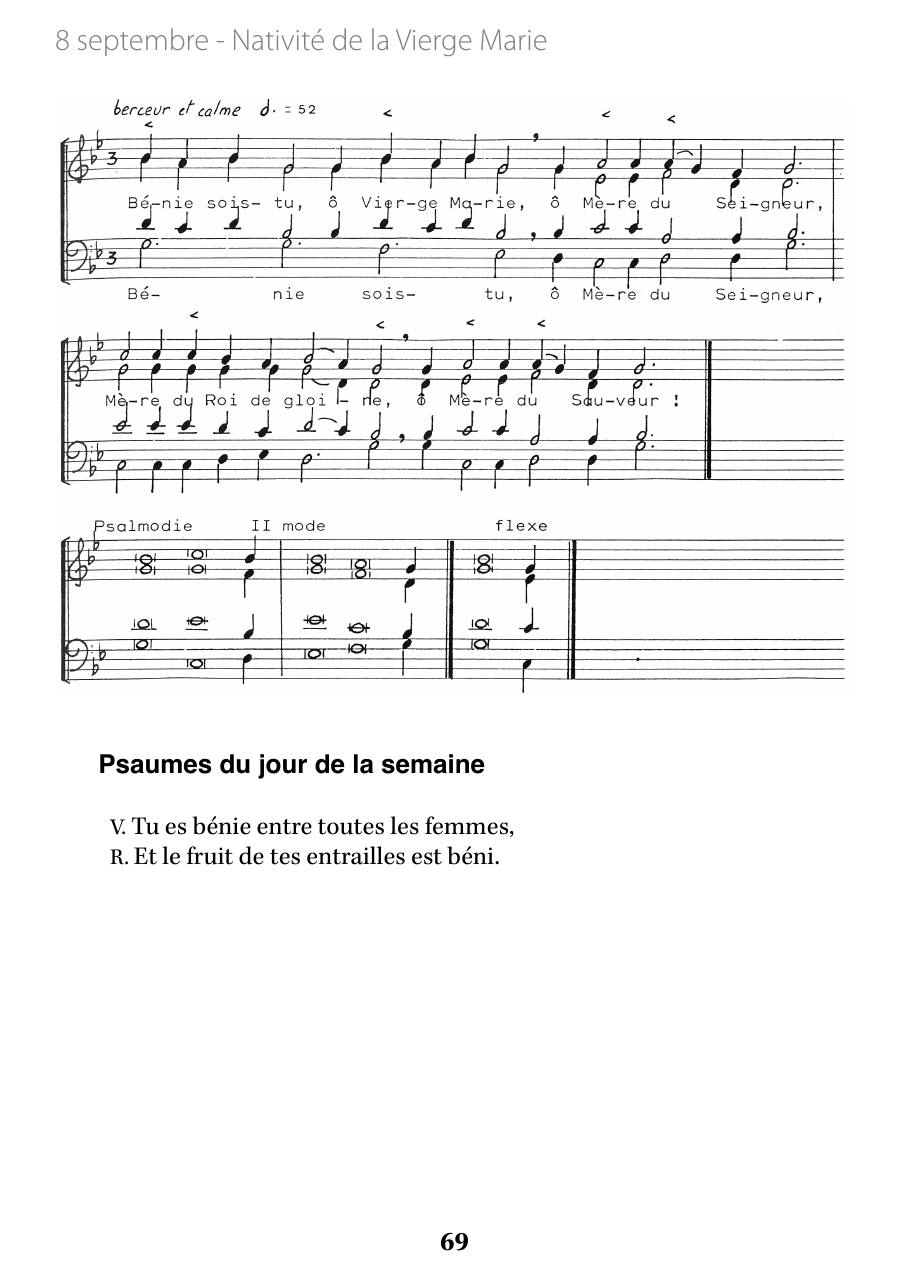 8 septembre - Nativité de la Vierge Marie
berceur et calme 𝅗𝅥. = 52
3
Bé-nie sois- tu, ô Vier-ge Ma-rie, ô Mè-re du Sei-gneur,
3
Bé- nie sois- tu, ô Mè-re du Sei-gneur,
Mè-re du Roi de gloi - re, ô Mè-re du Sauveur !
Psalmodie II mode flexe
Psaumes du jour de la semaine
V. Tu es bénie entre toutes les femmes,
R. Et le fruit de tes entrailles est béni.
69